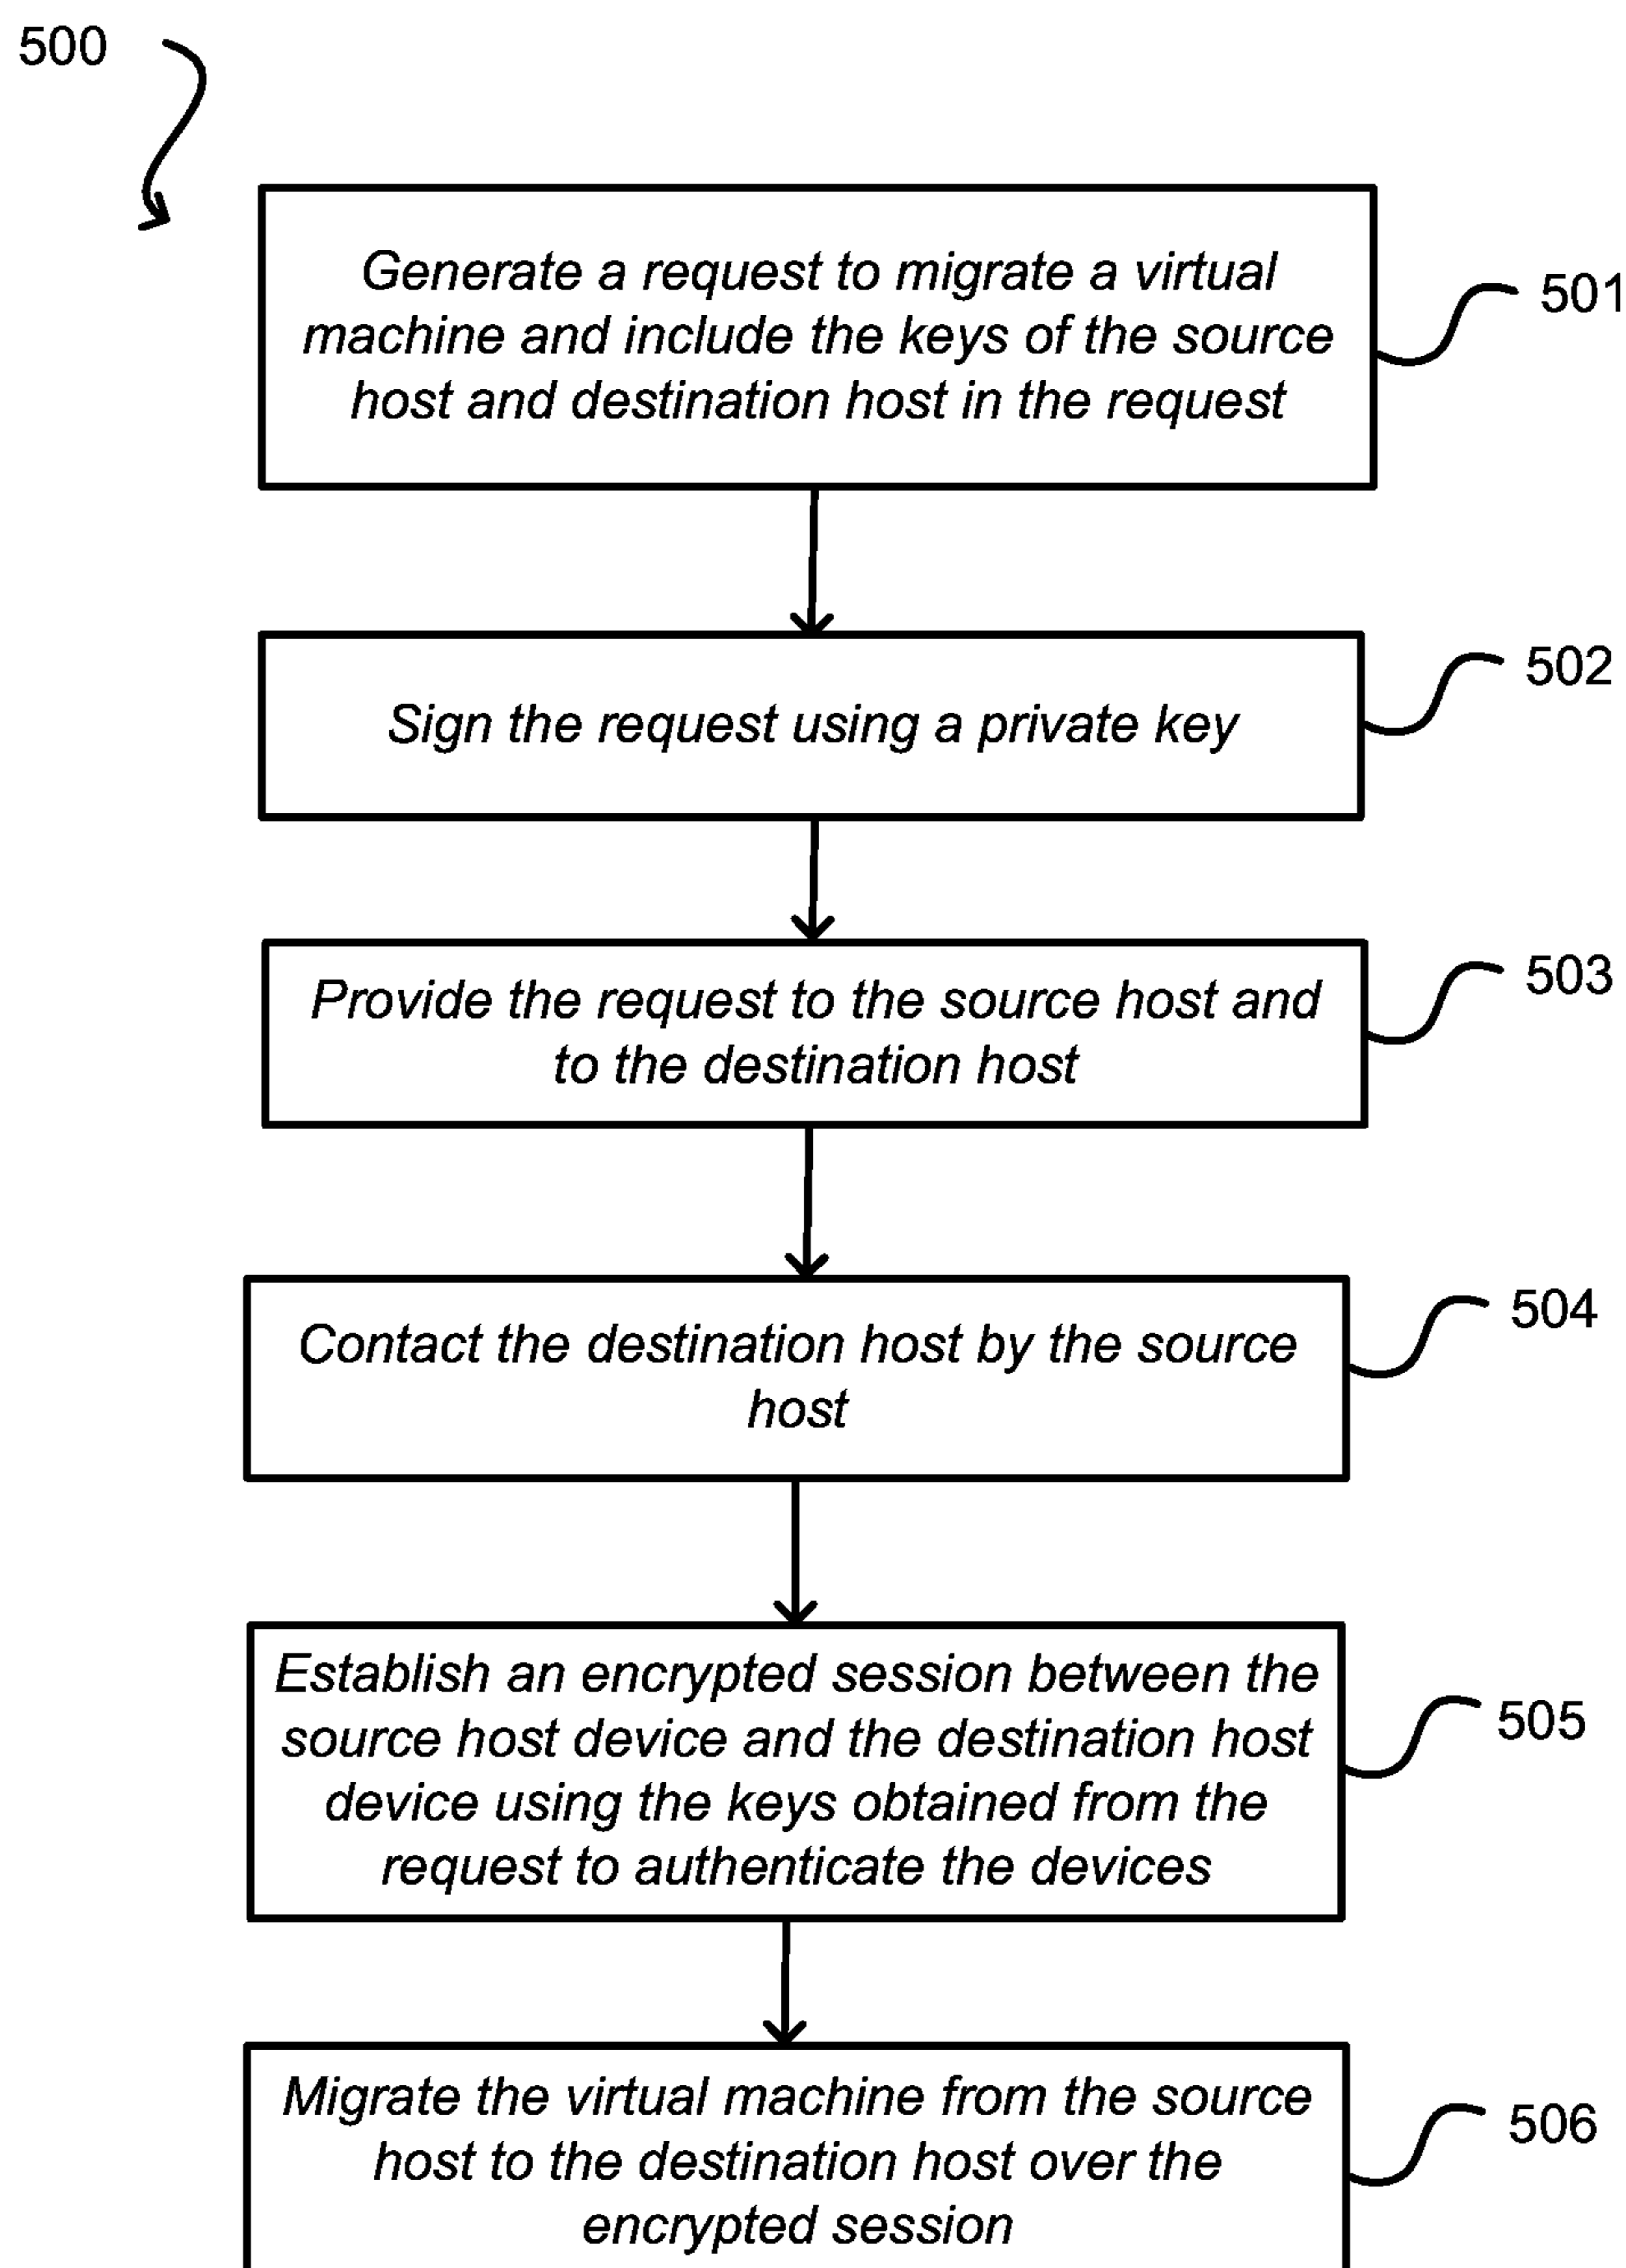 500
Generate a request to migrate a virtual
machine and include the keys of the source
host and destination host in the request
501
Sign the request using a private key
502
Provide the request to the source host and
to the destination host
503
Contact the destination host by the source
host
504
Establish an encrypted session between the
source host device and the destination host
device using the keys obtained from the
request to authenticate the devices
505
Migrate the virtual machine from the source
host to the destination host over the
encrypted session
506